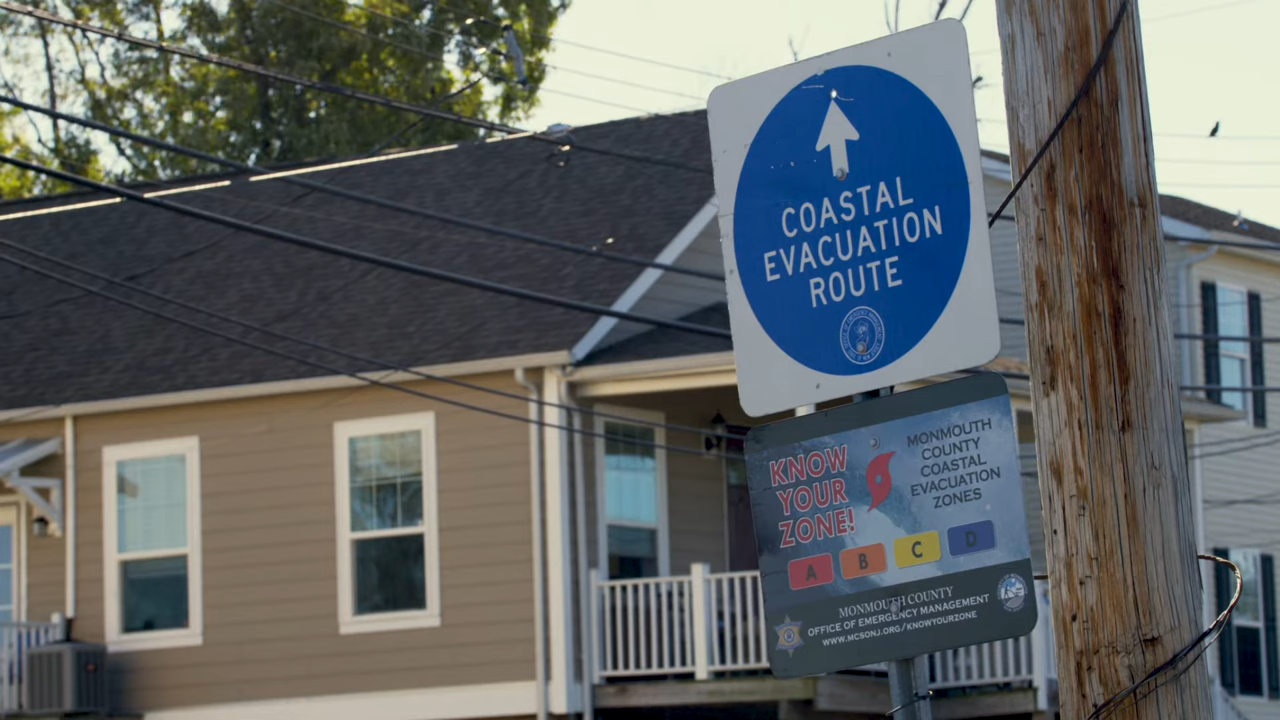 COASTAL
EVACUATION
ROUTE
KNOW
YOUR
ZONE!
MONMOUTH
COUNTY
COASTAL
EVACUATION
ZONES
A B C D
MONMOUTH COUNTY
OFFICE OF EMERGENCY MANAGEMENT
WWW.MCSONJ.ORG/KNOWYOURZONE